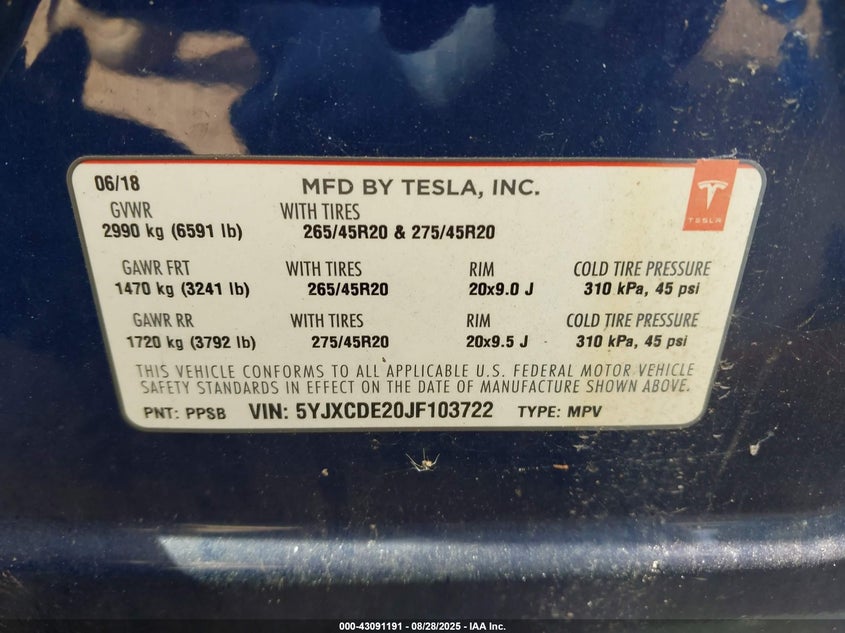 06/18 MFD BY TESLA, INC.
TESLA
GVWR WITH TIRES
2990 kg (6591 lb) 265/45R20 & 275/45R20
GAWR FRT WITH TIRES RIM COLD TIRE PRESSURE
1470 kg (3241 lb) 265/45R20 20x9.0 J 310 kPa, 45 psi
GAWR RR WITH TIRES RIM COLD TIRE PRESSURE
1720 kg (3792 lb) 275/45R20 20x9.5 J 310 kPa, 45 psi
THIS VEHICLE CONFORMS TO ALL APPLICABLE U.S. FEDERAL MOTOR VEHICLE
SAFETY STANDARDS IN EFFECT ON THE DATE OF MANUFACTURE SHOWN ABOVE.
PNT: PPSB VIN: 5YJXCDE20JF103722 TYPE: MPV
000-43091191 - 08/28/2025 - IAA Inc.